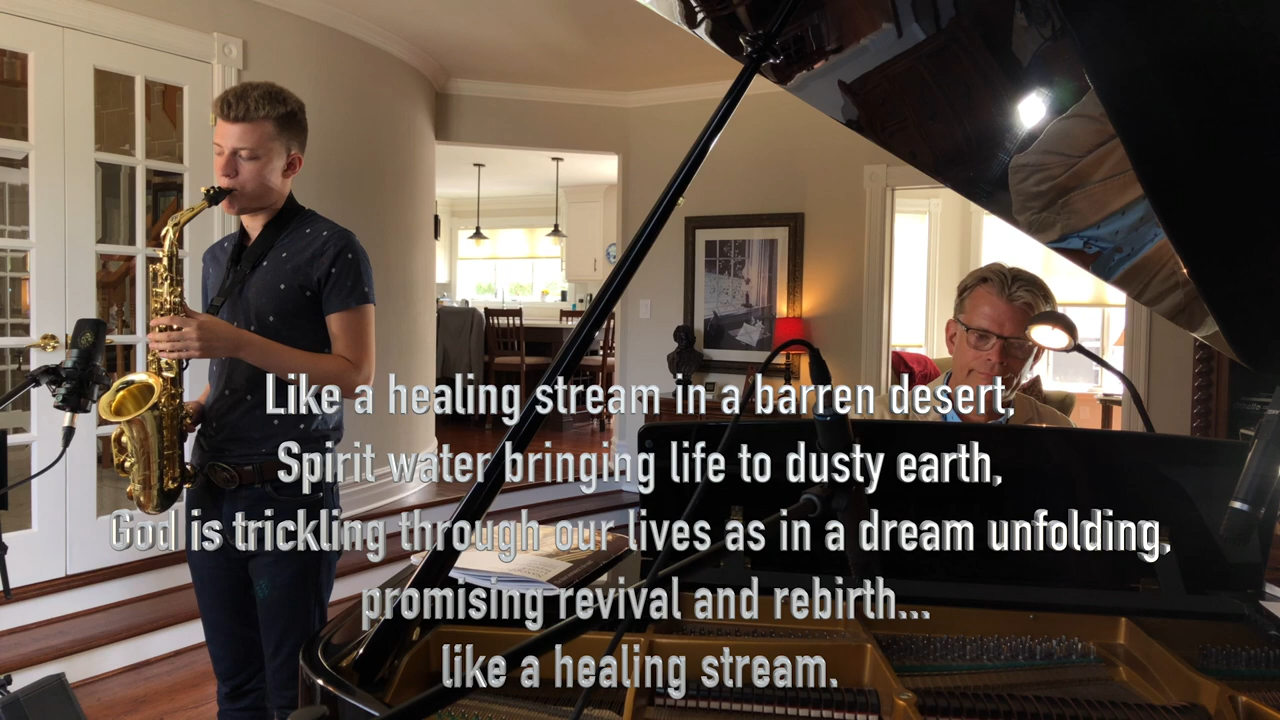 Like a healing stream in a barren desert,
Spirit water bringing life to dusty earth,
God is trickling through our lives as in a dream unfolding,
promising revival and rebirth...
like a healing stream.